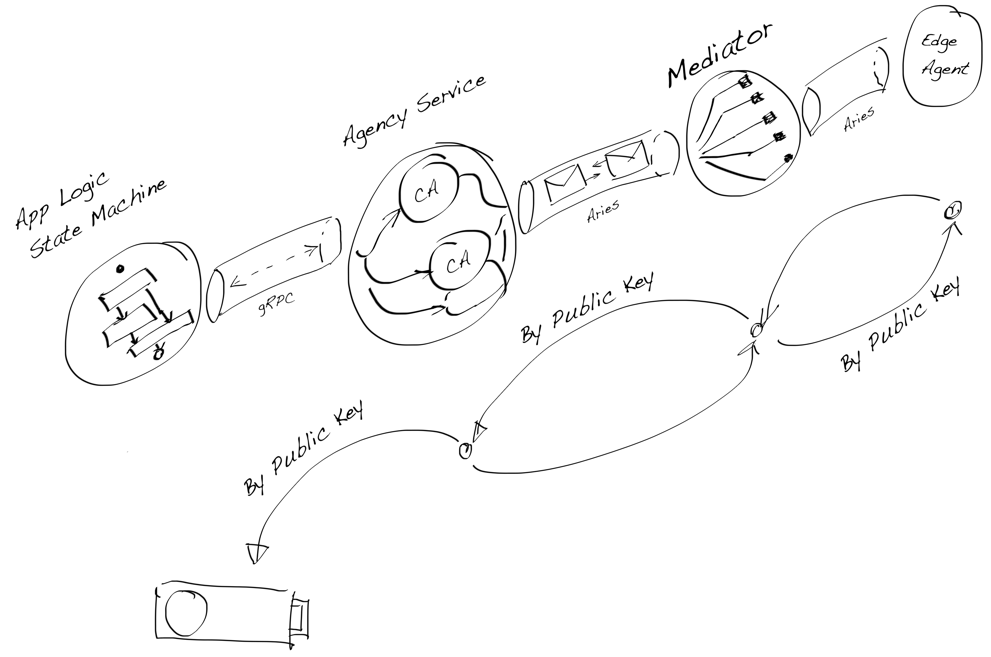 App Logic
State Machine
gRPC
Agency Service
CA
CA
Aries
Mediator
Aries
Edge
Agent
By Public Key
By Public Key
By Public Key